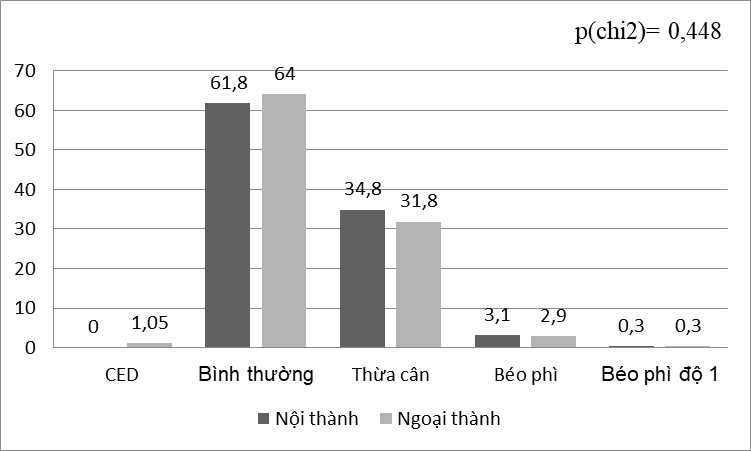 p(chi2)= 0,448
70
60
50
40
30
20
10
0
0
1,05
61,8
64
34,8
31,8
3,1
2,9
0,3
0,3
CED
Bình thường
Thừa cân
Béo phì
Béo phì độ 1
Nội thành
Ngoại thành